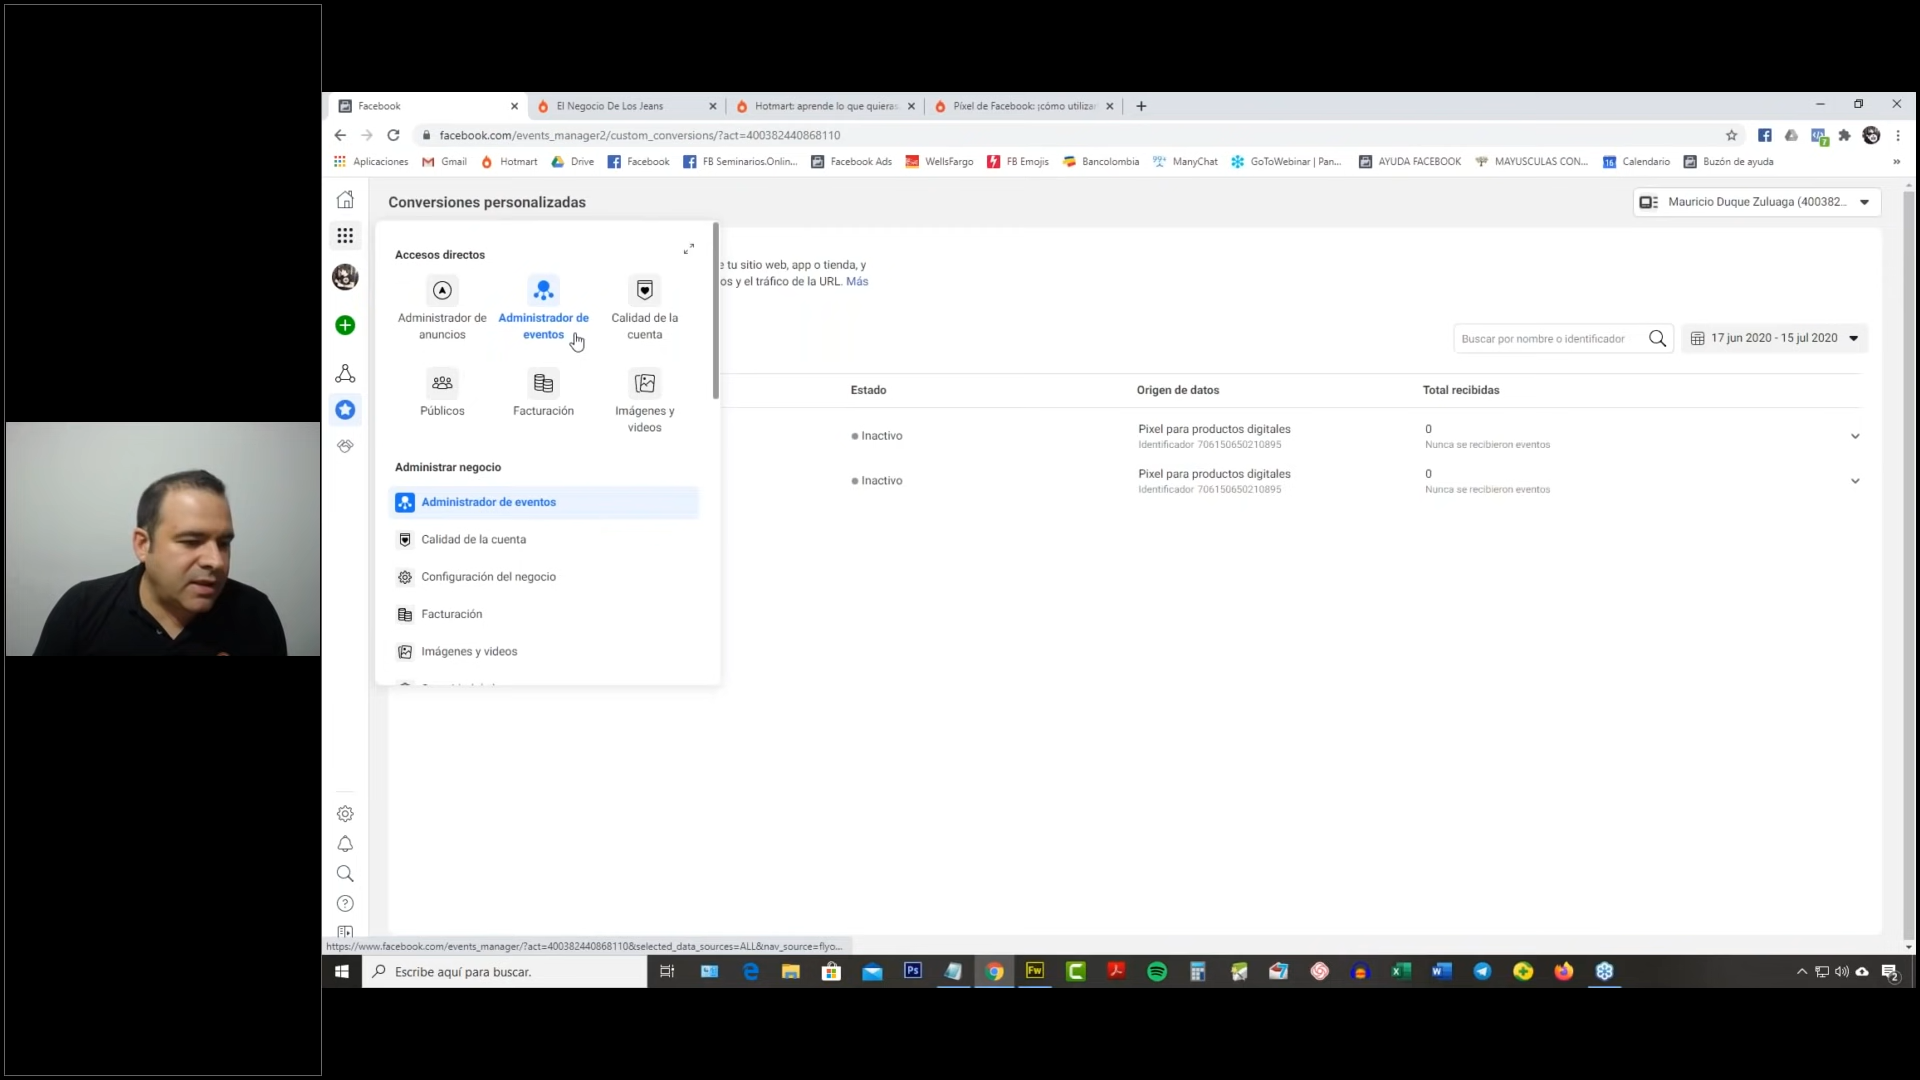 Facebook
El Negocio De Los Jeans
Hotmart: aprende lo que quieras
Píxel de Facebook: ¡cómo utilizar
facebook.com/events_manager2/custom_conversions/?act=400382440868110
Aplicaciones
Gmail
Hotmart
Drive
Facebook
FB Seminarios.Onlin...
Facebook Ads
WellsFargo
FB Emojis
Bancolombia
ManyChat
GoToWebinar | Pan...
AYUDA FACEBOOK
MAYUSCULAS CON...
Calendario
Buzón de ayuda
Conversiones personalizadas
Mauricio Duque Zuluaga (400382...
Accesos directos
Administrador de
anuncios
Administrador de
eventos
Calidad de la
cuenta
Públicos
Facturación
Imágenes y
videos
Administrar negocio
Administrador de eventos
Calidad de la cuenta
Configuración del negocio
Facturación
Imágenes y videos
e tu sitio web, app o tienda, y
os y el tráfico de la URL. Más
Buscar por nombre o identificador
17 jun 2020 - 15 jul 2020
Estado
Origen de datos
Total recibidas
Inactivo
Pixel para productos digitales
Identificador 706150650210895
0
Nunca se recibieron eventos
Inactivo
Pixel para productos digitales
Identificador 706150650210895
0
Nunca se recibieron eventos
https://www.facebook.com/events_manager/?act=400382440868110&selected_data_sources=ALL&nav_source=flyo...
Escribe aquí para buscar.
Ps
Fw
2